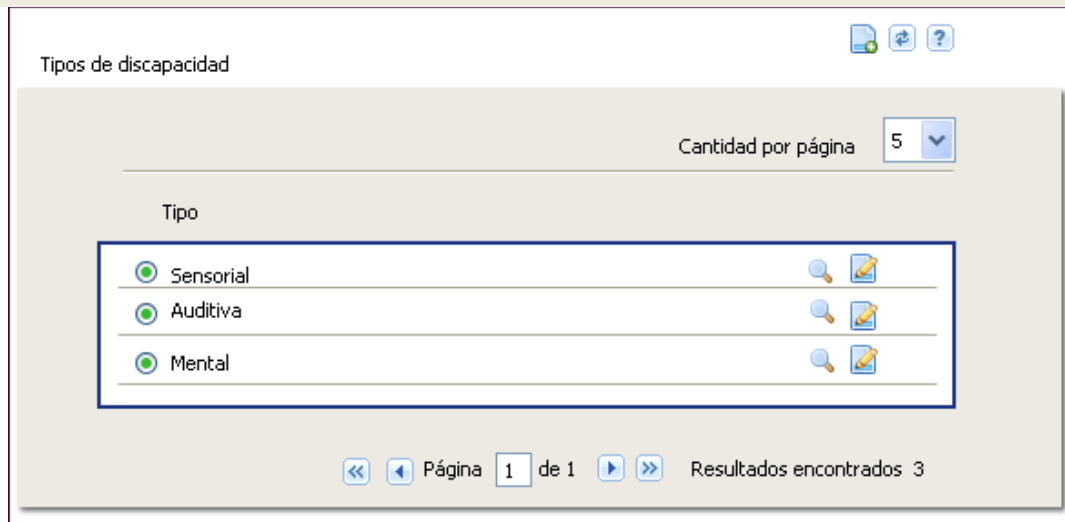 Tipos de discapacidad
Cantidad por página 5
Tipo
Sensorial
Auditiva
Mental
Página 1 de 1 Resultados encontrados 3